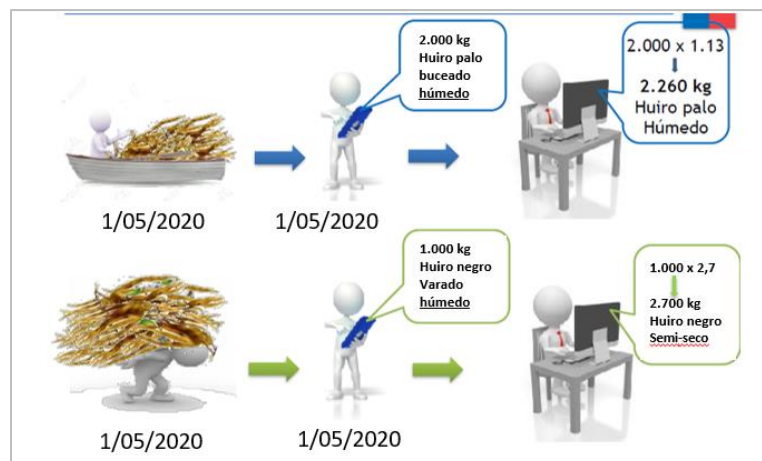 2.000 kg
Huiro palo
buceado
húmedo
2.000 x 1.13
2.260 kg
Huiro palo
Húmedo
1/05/2020
1/05/2020
1.000 kg
Huiro negro
Varado
húmedo
1.000 x 2,7
2.700 kg
Huiro negro
Semi-seco
1/05/2020
1/05/2020